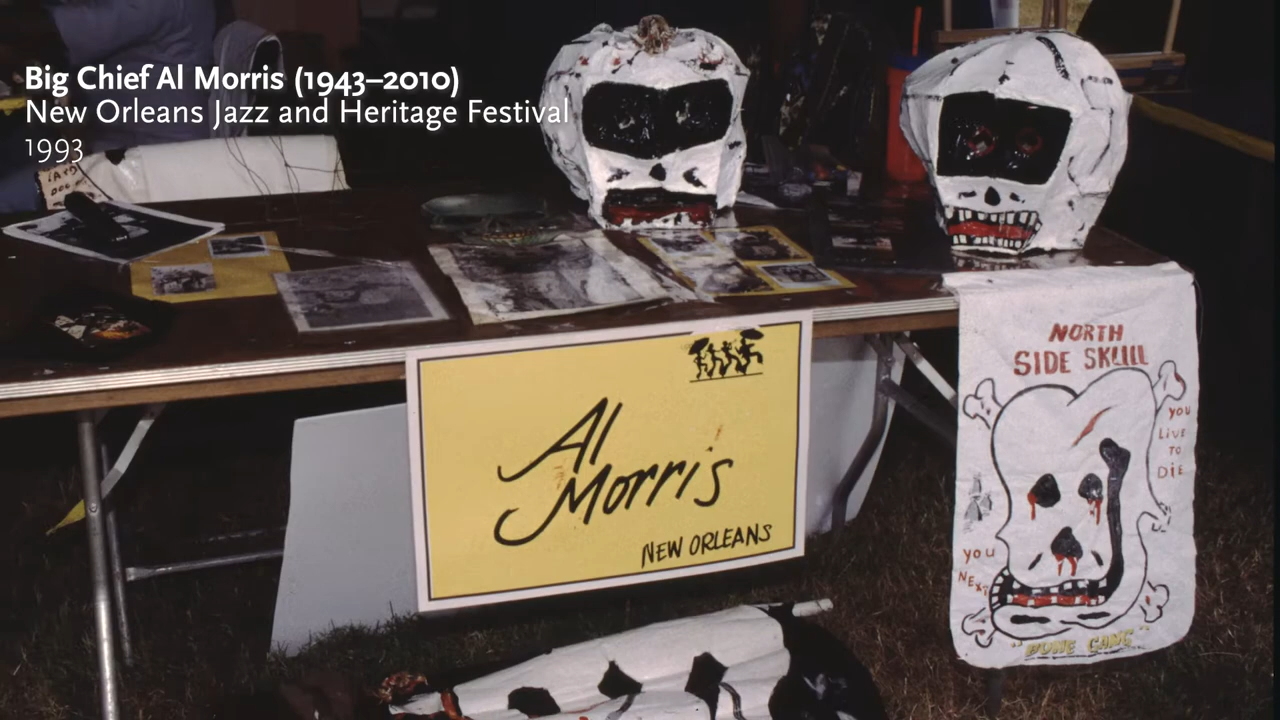 Big Chief Al Morris (1943–2010)
New Orleans Jazz and Heritage Festival
1993
Al
Morris
NEW ORLEANS
NORTH
SIDE SKULL
YOU
LIVE
TO
DIE
YOU
NEXT
"BONE GANG"